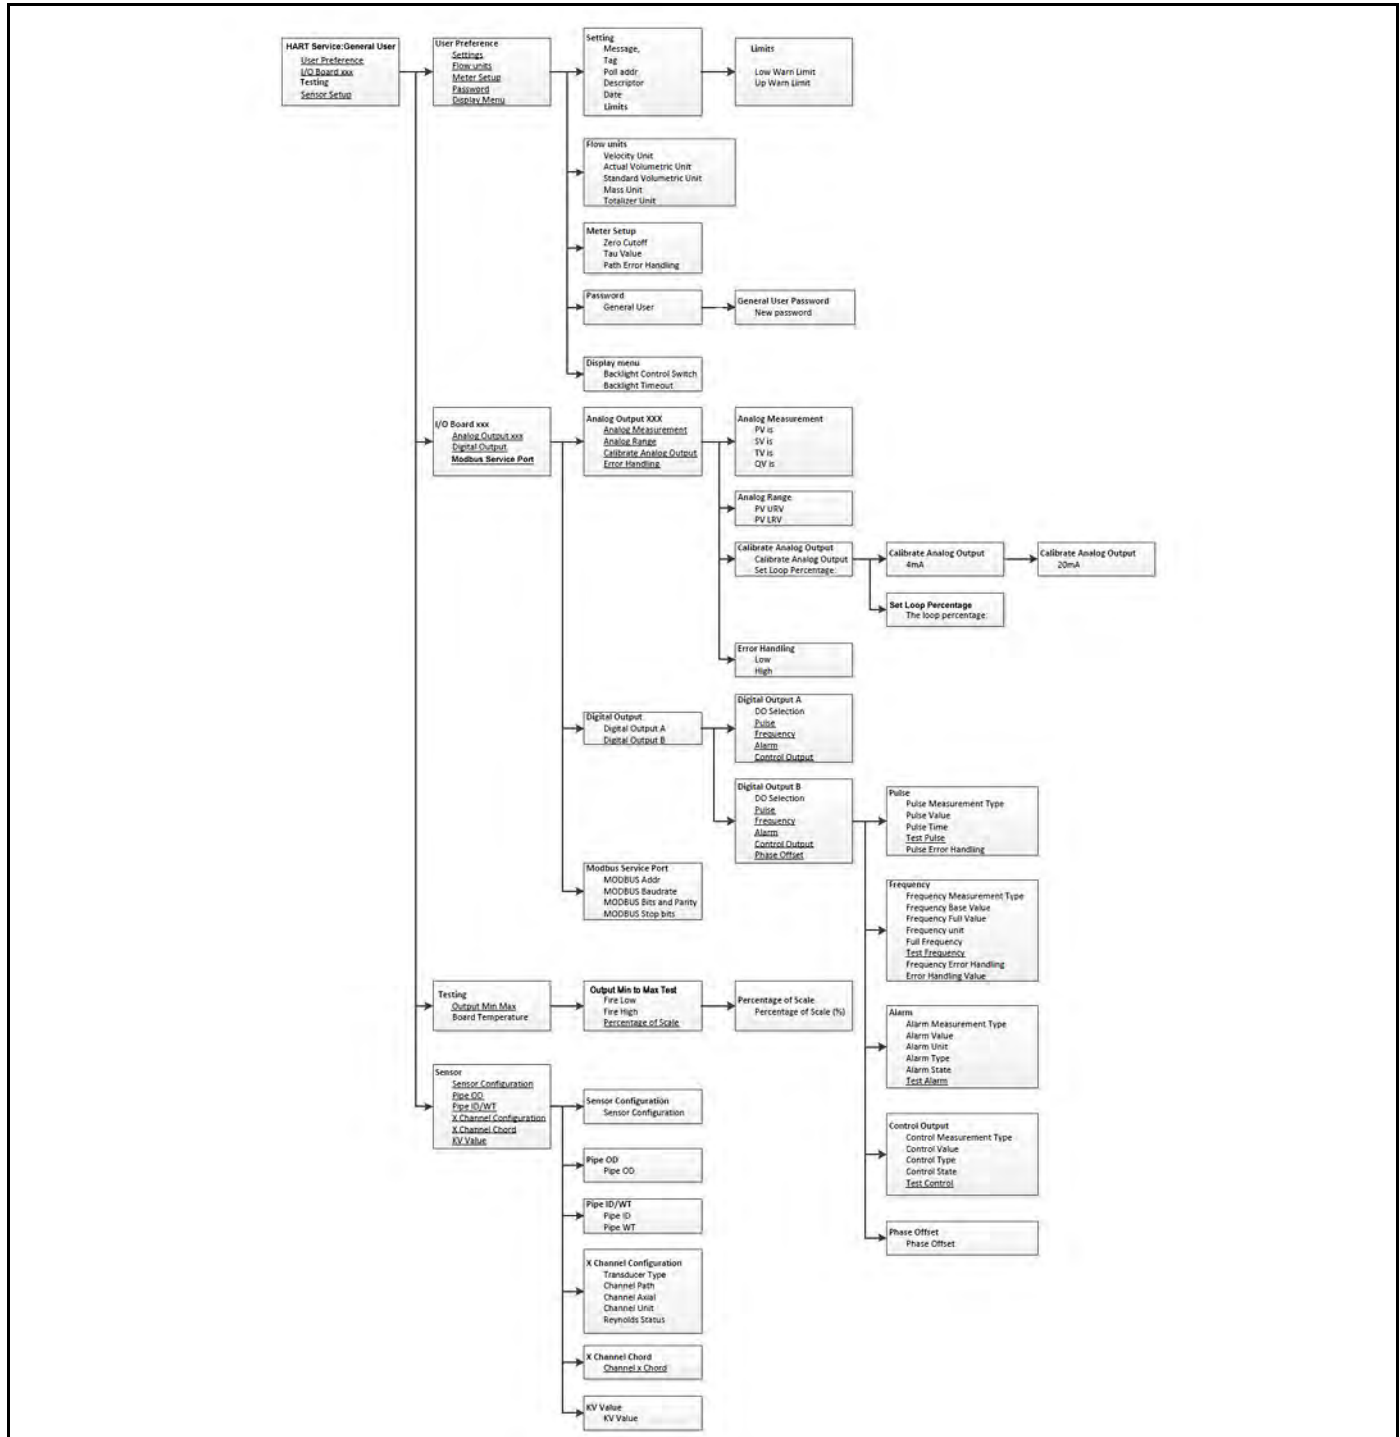 HART Service:General User
User Preference
I/O Board xxx
Testing
Sensor Setup
User Preference
Settings
Flow units
Meter Setup
Password
Display Menu
Setting
Message,
Tag
Poll addr
Descriptor
Date
Limits
Limits
Low Warn Limit
Up Warn Limit
Flow units
Velocity Unit
Actual Volumetric Unit
Standard Volumetric Unit
Mass Unit
Totalizer Unit
Meter Setup
Zero Cutoff
Tau Value
Path Error Handling
Password
General User
General User Password
New password
Display menu
Backlight Control Switch
Backlight Timeout
I/O Board xxx
Analog Output xxx
Digital Output
Modbus Service Port
Analog Output XXX
Analog Measurement
Analog Range
Calibrate Analog Output
Error Handling
Analog Measurement
PV is
SV is
TV is
QV is
Analog Range
PV URV
PV LRV
Calibrate Analog Output
Calibrate Analog Output
Set Loop Percentage
Calibrate Analog Output
4mA
Calibrate Analog Output
20mA
Set Loop Percentage
The loop percentage:
Error Handling
Low
High
Digital Output
Digital Output A
Digital Output B
Digital Output A
DO Selection
Pulse
Frequency
Alarm
Control Output
Digital Output B
DO Selection
Pulse
Frequency
Alarm
Control Output
Phase Offset
Pulse
Pulse Measurement Type
Pulse Value
Pulse Time
Test Pulse
Pulse Error Handling
Frequency
Frequency Measurement Type
Frequency Base Value
Frequency Full Value
Frequency unit
Full Frequency
Test Frequency
Frequency Error Handling
Error Handling Value
Alarm
Alarm Measurement Type
Alarm Value
Alarm Unit
Alarm Type
Alarm State
Test Alarm
Control Output
Control Measurement Type
Control Value
Control Type
Control State
Test Control
Phase Offset
Phase Offset
Modbus Service Port
MODBUS Addr
MODBUS Baudrate
MODBUS Bits and Parity
MODBUS Stop bits
Testing
Output Min Max
Board Temperature
Output Min to Max Test
Fire Low
Fire High
Percentage of Scale
Percentage of Scale
Percentage of Scale (%)
Sensor
Sensor Configuration
Pipe OD
Pipe ID/WT
X Channel Configuration
X Channel Chord
KV Value
Sensor Configuration
Sensor Configuration
Pipe OD
Pipe OD
Pipe ID/WT
Pipe ID
Pipe WT
X Channel Configuration
Transducer Type
Channel Path
Channel Axial
Channel Unit
Reynolds Status
X Channel Chord
Channel x Chord
KV Value
KV Value